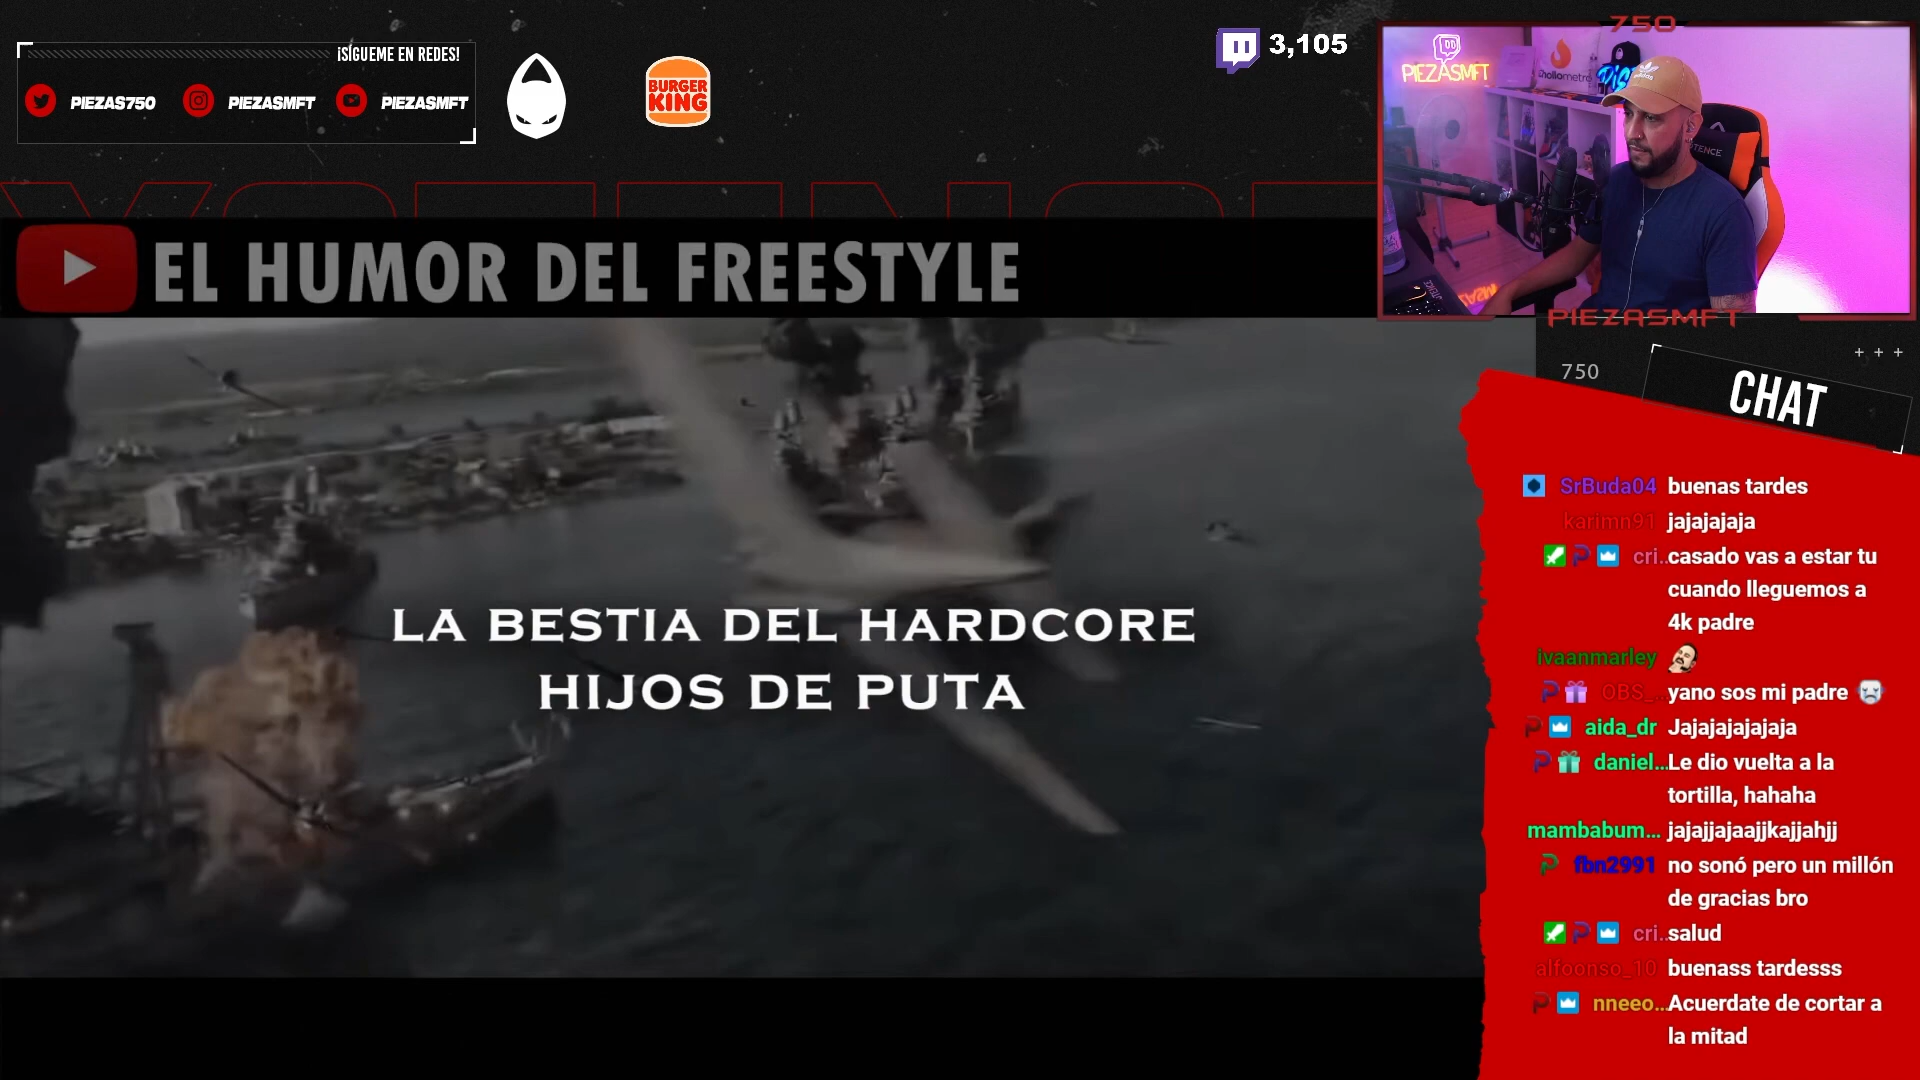 ¡SÍGUEME EN REDES!
PIEZAS750
PIEZASMFT
PIEZASMFT
BURGER
KING
3,105
750
PIEZASMFT
chollometro
TENCE
PIEZASMFT
EL HUMOR DEL FREESTYLE
LA BESTIA DEL HARDCORE
HIJOS DE PUTA
750
+ + +
CHAT
SrBuda04 buenas tardes
karimn91 jajajajaja
cri.. casado vas a estar tu
cuando lleguemos a
4k padre
ivaanmarley
OBS_... yano sos mi padre
aida_dr Jajajajajajaja
daniel... Le dio vuelta a la
tortilla, hahaha
mambabum... jajajjajaajjkajjahjj
fbn2991 no sonó pero un millón
de gracias bro
cri.. salud
alfoonso_10 buenass tardesss
nneeo... Acuerdate de cortar a
la mitad